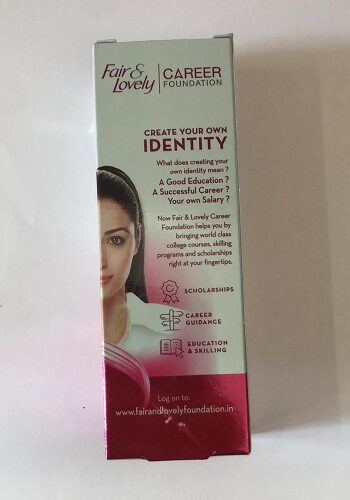 Fair & Lovely
CAREER
FOUNDATION
CREATE YOUR OWN
IDENTITY
What does creating your
own identity mean ?
A Good Education ?
A Successful Career ?
Your own Salary ?
Now Fair & Lovely Career
Foundation helps you by
bringing world class
college courses, skilling
programs and scholarships
right at your fingertips.
SCHOLARSHIPS
CAREER
GUIDANCE
EDUCATION
& SKILLING
Log on to:
www.fairandlovelyfoundation.in